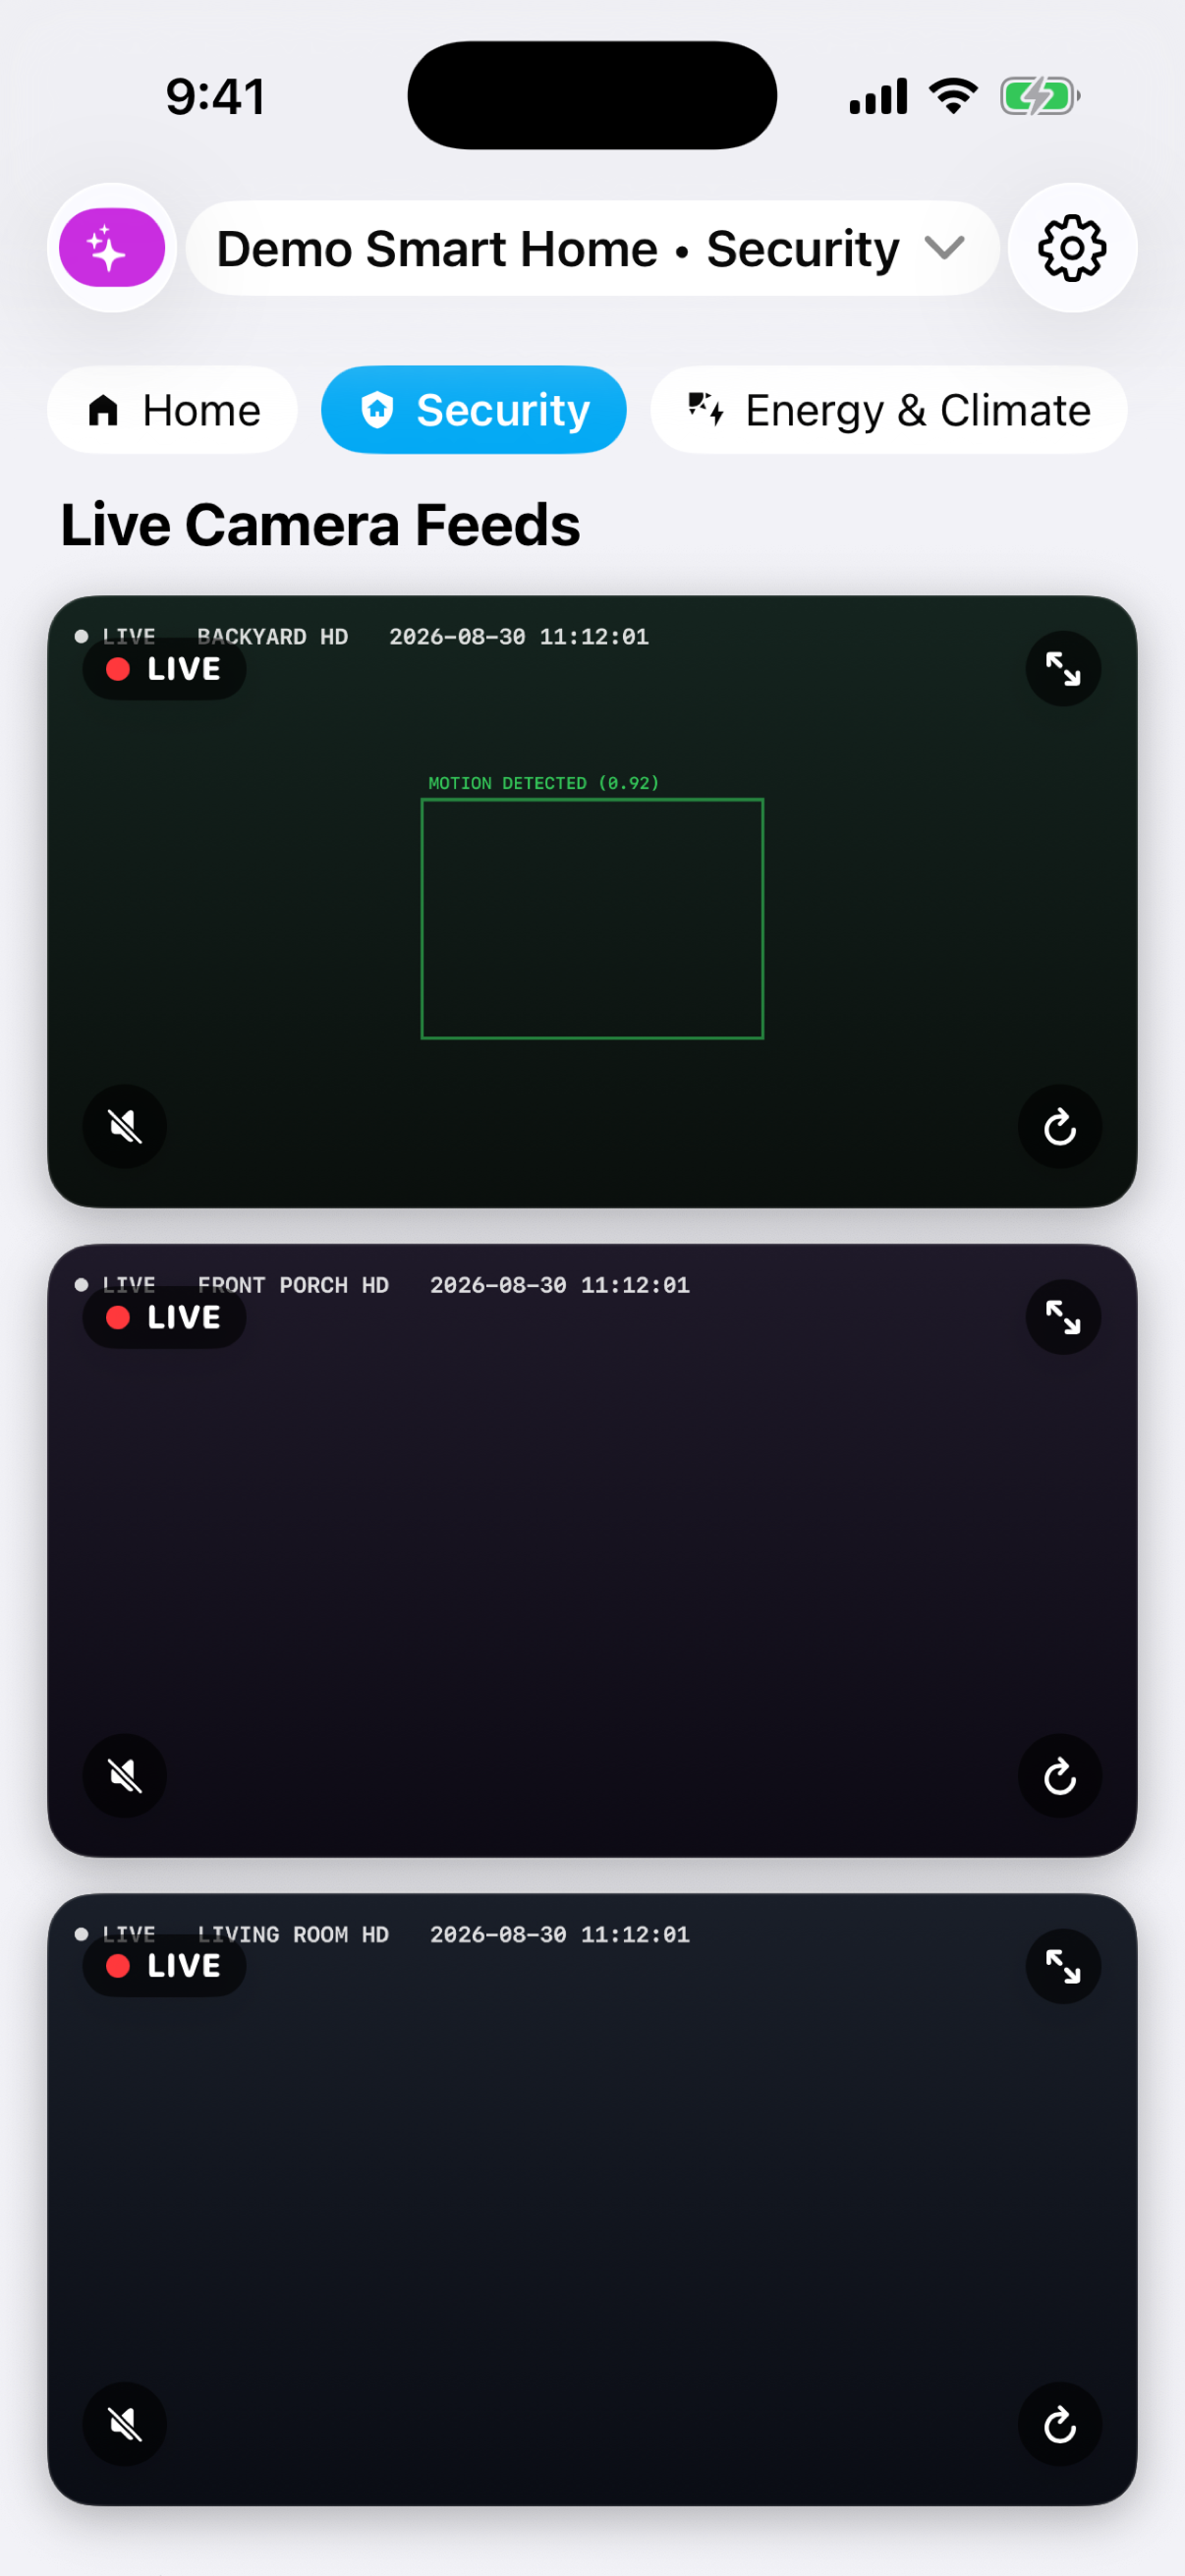 9:41
Demo Smart Home • Security
Home
Security
Energy & Climate
Live Camera Feeds
LIVE BACKYARD HD 2026-08-30 11:12:01
LIVE
MOTION DETECTED (0.92)
LIVE FRONT PORCH HD 2026-08-30 11:12:01
LIVE
LIVE LIVING ROOM HD 2026-08-30 11:12:01
LIVE